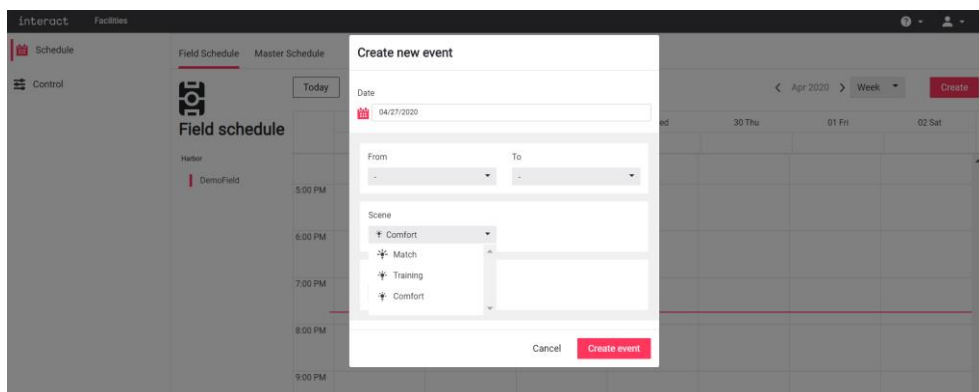 interact Facilities
Schedule
Control
Field Schedule Master Schedule
Field schedule
Harbor
DemoField
Today
Apr 2020 Week Create
ed 30 Thu 01 Fri 02 Sat
5:00 PM
6:00 PM
7:00 PM
8:00 PM
9:00 PM
Create new event
Date
04/27/2020
From To
- -
Scene
Comfort
Match
Training
Comfort
Cancel Create event